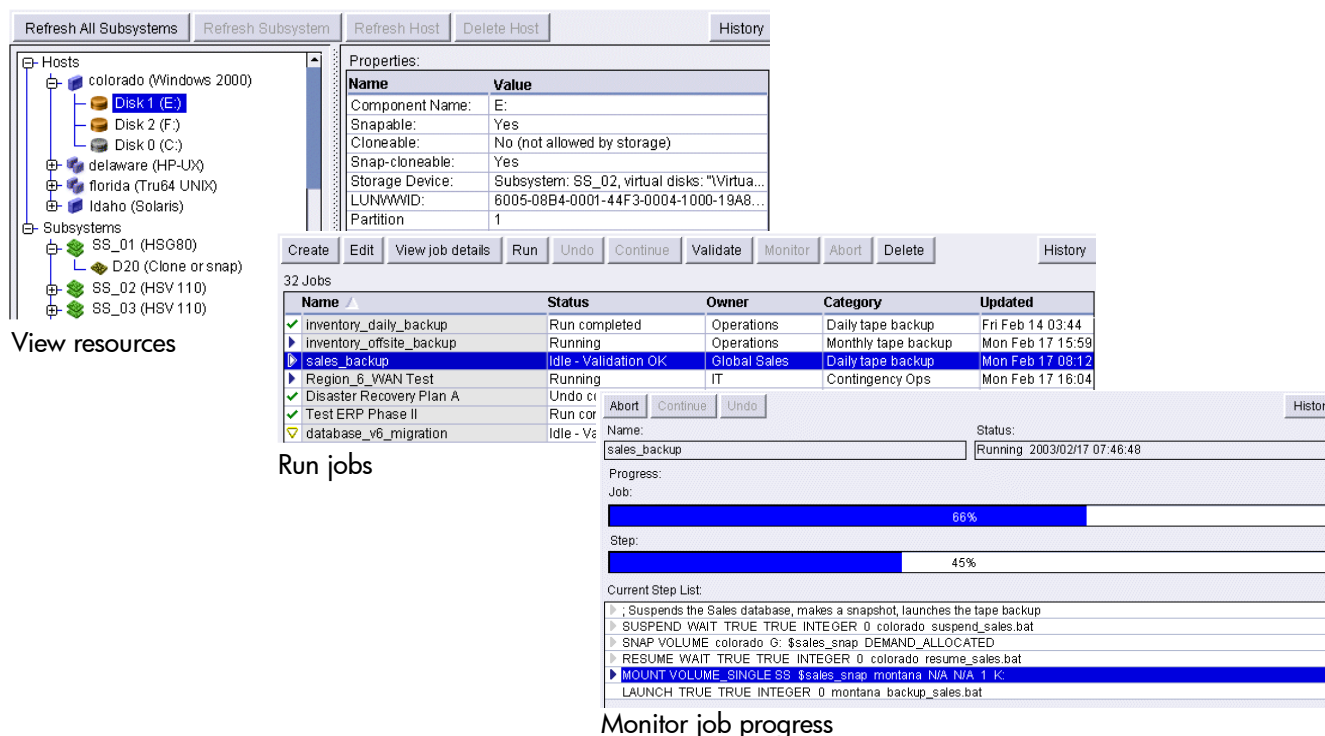 Refresh All Subsystems Refresh Subsystem Refresh Host Delete Host History
Hosts
colorado (Windows 2000)
Disk 1 (E:)
Disk 2 (F:)
Disk 0 (C:)
delaware (HP-UX)
florida (Tru64 UNIX)
Idaho (Solaris)
Subsystems
SS_01 (HSG80)
D20 (Clone or snap)
SS_02 (HSV110)
SS_03 (HSV110)
Properties:
Name Value
Component Name: E:
Snapable: Yes
Cloneable: No (not allowed by storage)
Snap-cloneable: Yes
Storage Device: Subsystem: SS_02, virtual disks: "\Virtua...
LUNWWID: 6005-08B4-0001-44F3-0004-1000-19A8...
Partition 1
View resources
Create Edit View job details Run Undo Continue Validate Monitor Abort Delete History
32 Jobs
Name Status Owner Category Updated
inventory_daily_backup Run completed Operations Daily tape backup Fri Feb 14 03:44
inventory_offsite_backup Running Operations Monthly tape backup Mon Feb 17 15:59
sales_backup Idle - Validation OK Global Sales Daily tape backup Mon Feb 17 08:12
Region_6_WAN Test Running IT Contingency Ops Mon Feb 17 16:04
Disaster Recovery Plan A Undo co
Test ERP Phase II Run com
database_v6_migration Idle - Va
Run jobs
Abort Continue Undo Histor
Name: Status:
sales_backup Running 2003/02/17 07:46:48
Progress:
Job:
66%
Step:
45%
Current Step List:
; Suspends the Sales database, makes a snapshot, launches the tape backup
SUSPEND WAIT TRUE TRUE INTEGER 0 colorado suspend_sales.bat
SNAP VOLUME colorado G: $sales_snap DEMAND_ALLOCATED
RESUME WAIT TRUE TRUE INTEGER 0 colorado resume_sales.bat
MOUNT VOLUME_SINGLE SS $sales_snap montana N/A N/A 1 K:
LAUNCH TRUE TRUE INTEGER 0 montana backup_sales.bat
Monitor job progress